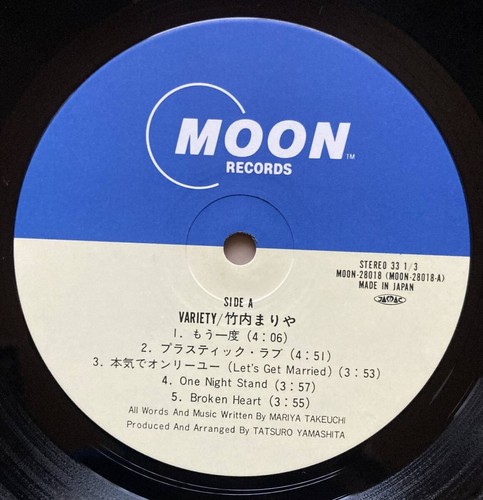 MOON
TM
RECORDS
STEREO 33 1/3
MOON-28018 (MOON-28018-A)
MADE IN JAPAN
JASRAC
SIDE A
VARIETY/竹内まりや
1. もう一度 (4:06)
2. プラスティック・ラブ (4:51)
3. 本気でオンリーユー (Let's Get Married) (3:53)
4. One Night Stand (3:57)
5. Broken Heart (3:55)
All Words And Music Written By MARIYA TAKEUCHI
Produced And Arranged By TATSURO YAMASHITA